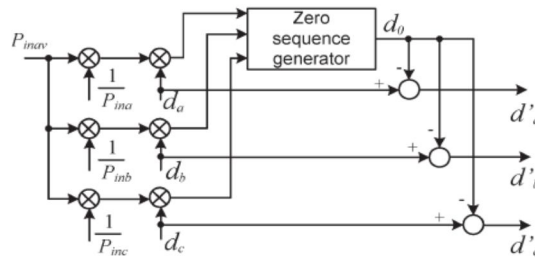 P_inav
Zero
sequence
generator
d_0
1
P_ina
d_a
1
P_inb
d_b
1
P_inc
d_c
+
-
+
-
+
-
d'
d'
d'